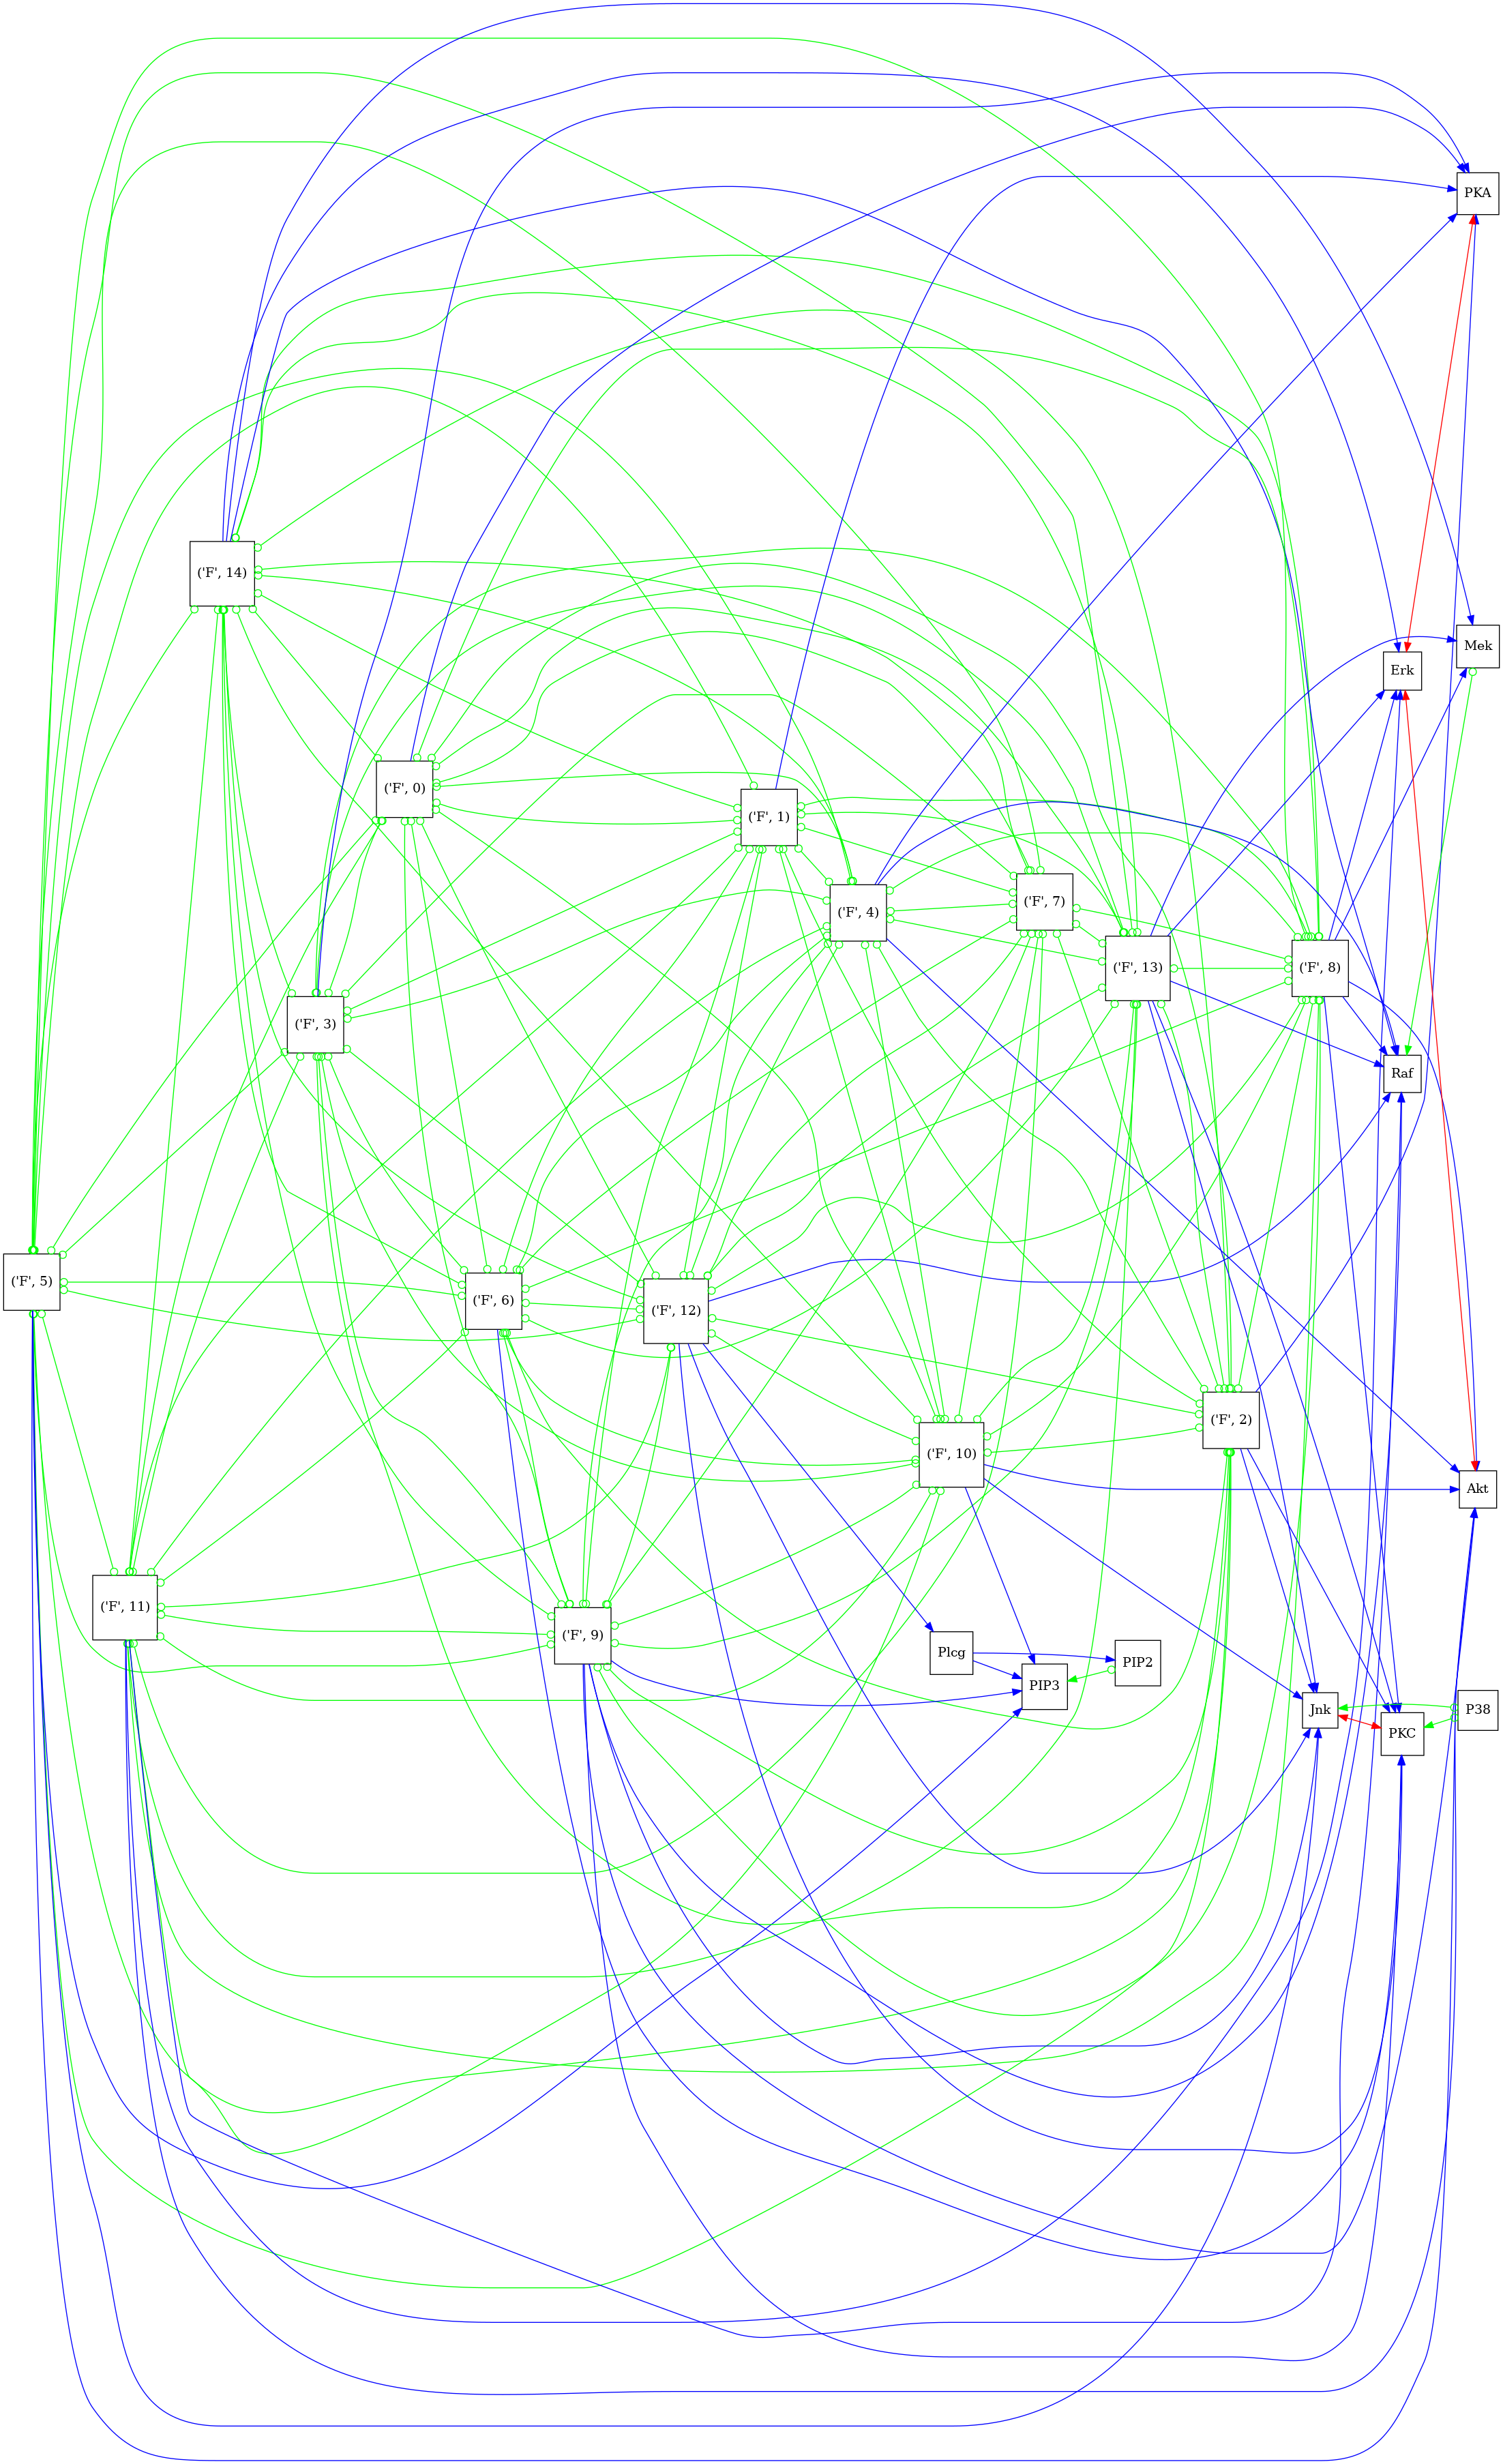 PKA
('F', 14)
Mek
Erk
('F', 0)
('F', 1)
('F', 7)
('F', 4)
('F', 13)
('F', 8)
('F', 3)
Raf
('F', 5)
('F', 6)
('F', 12)
('F', 2)
('F', 10)
Akt
('F', 11)
('F', 9)
Plcg
PIP2
PIP3
Jnk
P38
PKC